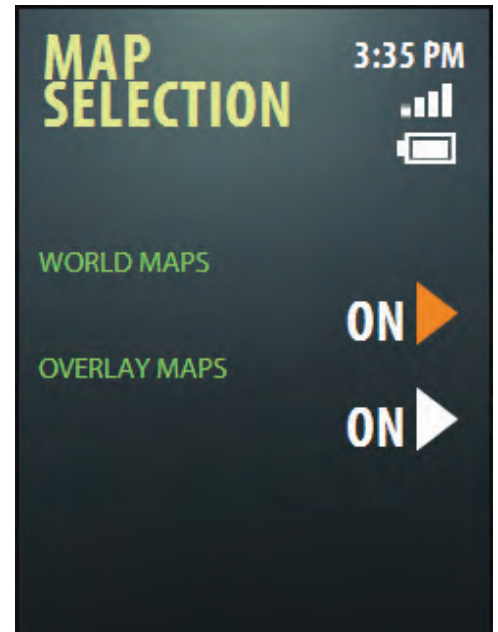 MAP
SELECTION
3:35 PM
WORLD MAPS
ON
OVERLAY MAPS
ON